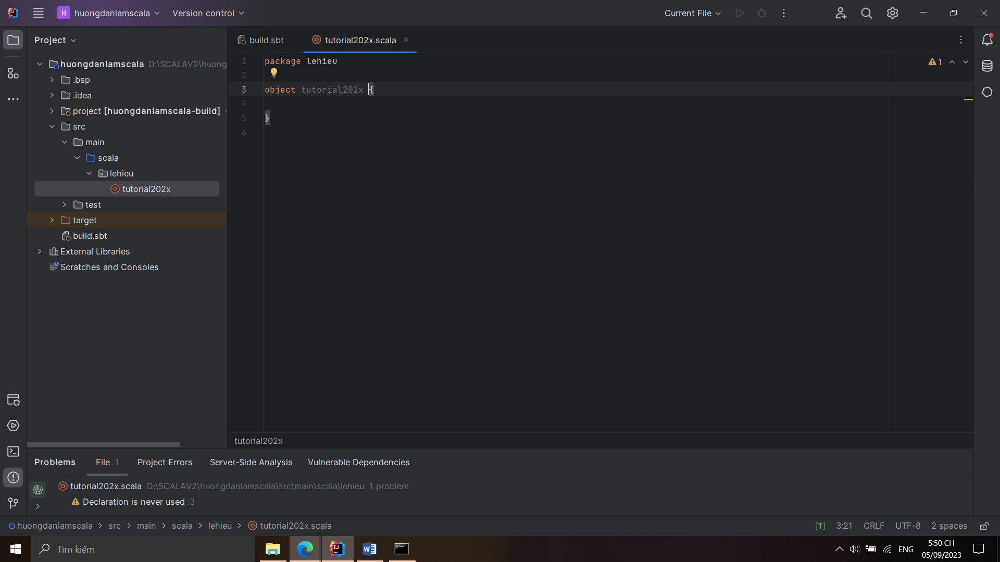 H huongdanlamscala Version control Current File
Project
build.sbt tutorial202x.scala
huongdanlamscala D:\SCALAV2\huong
.bsp
.idea
project [huongdanlamscala-build]
src
main
scala
lehieu
tutorial202x
test
target
build.sbt
External Libraries
Scratches and Consoles
1 package lehieu
2
3 object tutorial202x {
4
5 }
6
1
tutorial202x
Problems File 1 Project Errors Server-Side Analysis Vulnerable Dependencies
tutorial202x.scala D:\SCALAV2\huongdanlamscala\src\main\scala\lehieu 1 problem
Declaration is never used :3
huongdanlamscala > src > main > scala > lehieu > tutorial202x.scala [T] 3:21 CRLF UTF-8 2 spaces
Tìm kiếm ENG 5:50 CH
05/09/2023